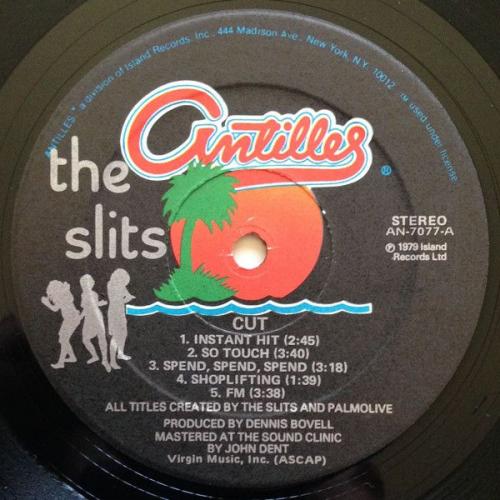 ANTILLES ™ a division of Island Records, Inc., 444 Madison Ave., New York, N.Y. 10012 ™ used under license
Antilles ®
the
slits
STEREO
AN-7077-A
Ⓟ 1979 Island
Records Ltd
CUT
1. INSTANT HIT (2:45)
2. SO TOUCH (3:40)
3. SPEND, SPEND, SPEND (3:18)
4. SHOPLIFTING (1:39)
5. FM (3:38)
ALL TITLES CREATED BY THE SLITS AND PALMOLIVE
PRODUCED BY DENNIS BOVELL
MASTERED AT THE SOUND CLINIC
BY JOHN DENT
Virgin Music, Inc. (ASCAP)